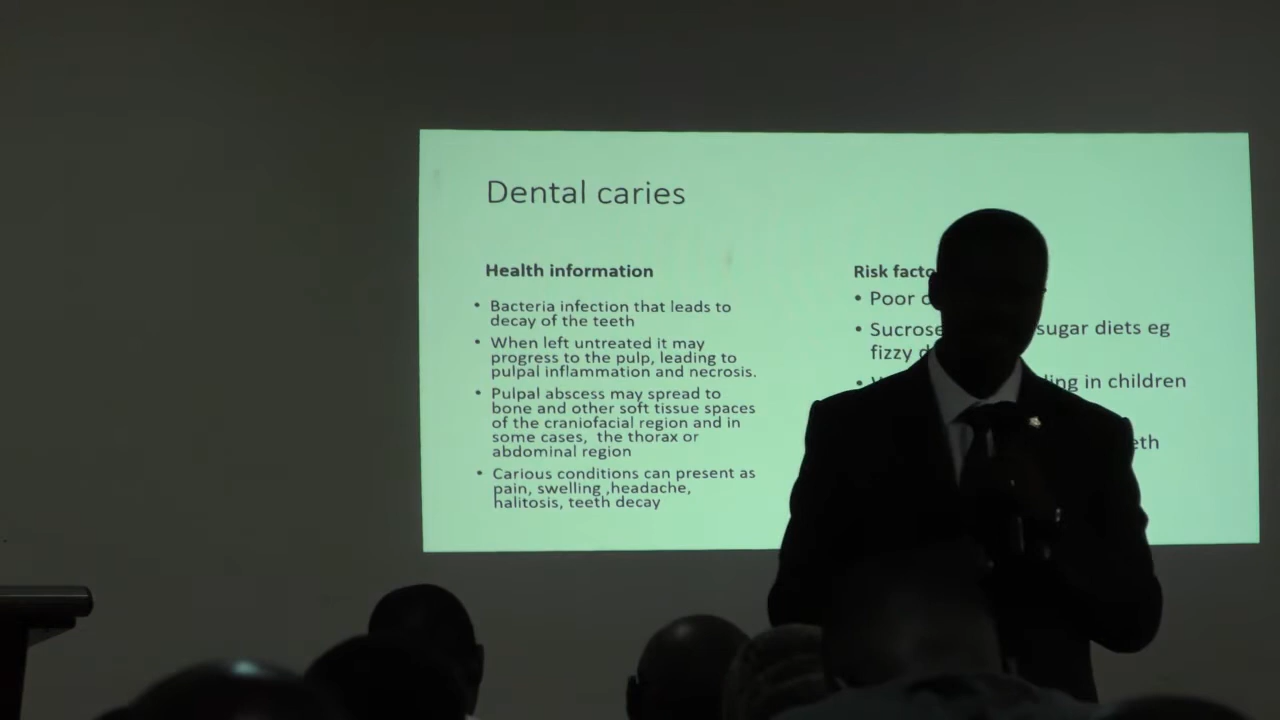 Dental caries
Health information
• Bacteria infection that leads to
decay of the teeth
• When left untreated it may
progress to the pulp, leading to
pulpal inflammation and necrosis.
• Pulpal abscess may spread to
bone and other soft tissue spaces
of the craniofacial region and in
some cases,  the thorax or
abdominal region
• Carious conditions can present as
pain, swelling ,headache,
halitosis, teeth decay
Risk
• Poor
• Sucrose sugar diets eg
fizzy
• in children